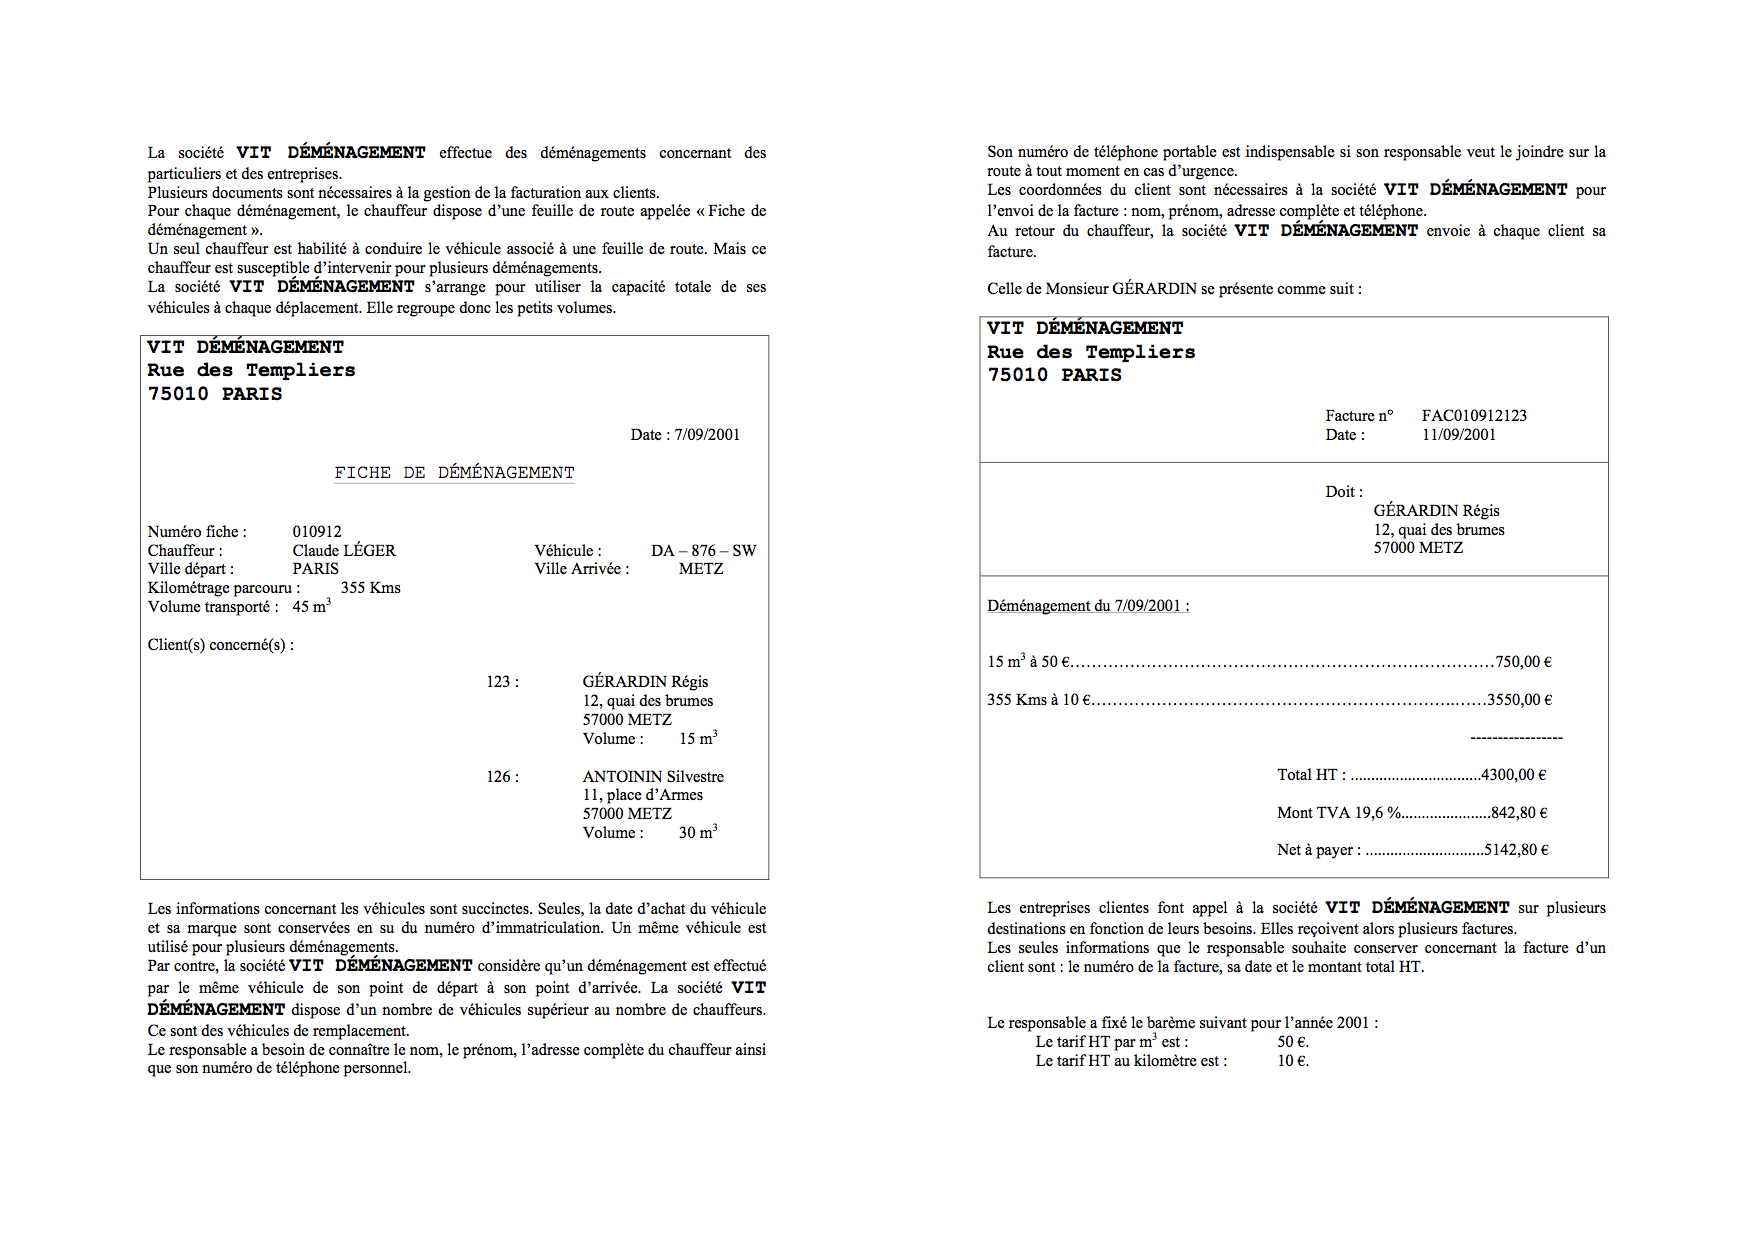 La société VIT DÉMÉNAGEMENT effectue des déménagements concernant des
particuliers et des entreprises.
Plusieurs documents sont nécessaires à la gestion de la facturation aux clients.
Pour chaque déménagement, le chauffeur dispose d’une feuille de route appelée « Fiche de
déménagement ».
Un seul chauffeur est habilité à conduire le véhicule associé à une feuille de route. Mais ce
chauffeur est susceptible d’intervenir pour plusieurs déménagements.
La société VIT DÉMÉNAGEMENT s’arrange pour utiliser la capacité totale de ses
véhicules à chaque déplacement. Elle regroupe donc les petits volumes.
VIT DÉMÉNAGEMENT
Rue des Templiers
75010 PARIS
Date : 7/09/2001
FICHE DE DÉMÉNAGEMENT
Numéro fiche : 010912
Chauffeur : Claude LÉGER Véhicule : DA – 876 – SW
Ville départ : PARIS Ville Arrivée : METZ
Kilométrage parcouru : 355 Kms
Volume transporté : 45 m³
Client(s) concerné(s) :
123 : GÉRARDIN Régis
12, quai des brumes
57000 METZ
Volume : 15 m³
126 : ANTOININ Silvestre
11, place d’Armes
57000 METZ
Volume : 30 m³
Les informations concernant les véhicules sont succinctes. Seules, la date d’achat du véhicule
et sa marque sont conservées en su du numéro d’immatriculation. Un même véhicule est
utilisé pour plusieurs déménagements.
Par contre, la société VIT DÉMÉNAGEMENT considère qu’un déménagement est effectué
par le même véhicule de son point de départ à son point d’arrivée. La société VIT
DÉMÉNAGEMENT dispose d’un nombre de véhicules supérieur au nombre de chauffeurs.
Ce sont des véhicules de remplacement.
Le responsable a besoin de connaître le nom, le prénom, l’adresse complète du chauffeur ainsi
que son numéro de téléphone personnel.
Son numéro de téléphone portable est indispensable si son responsable veut le joindre sur la
route à tout moment en cas d’urgence.
Les coordonnées du client sont nécessaires à la société VIT DÉMÉNAGEMENT pour
l’envoi de la facture : nom, prénom, adresse complète et téléphone.
Au retour du chauffeur, la société VIT DÉMÉNAGEMENT envoie à chaque client sa
facture.
Celle de Monsieur GÉRARDIN se présente comme suit :
VIT DÉMÉNAGEMENT
Rue des Templiers
75010 PARIS
Facture n° FAC010912123
Date : 11/09/2001
Doit :
GÉRARDIN Régis
12, quai des brumes
57000 METZ
Déménagement du 7/09/2001 :
15 m³ à 50 €……………………………………………………………………750,00 €
355 Kms à 10 €……………………………………………………………….……3550,00 €
-----------------
Total HT : ................................4300,00 €
Mont TVA 19,6 %......................842,80 €
Net à payer : .............................5142,80 €
Les entreprises clientes font appel à la société VIT DÉMÉNAGEMENT sur plusieurs
destinations en fonction de leurs besoins. Elles reçoivent alors plusieurs factures.
Les seules informations que le responsable souhaite conserver concernant la facture d’un
client sont : le numéro de la facture, sa date et le montant total HT.
Le responsable a fixé le barème suivant pour l’année 2001 :
Le tarif HT par m³ est : 50 €.
Le tarif HT au kilomètre est : 10 €.